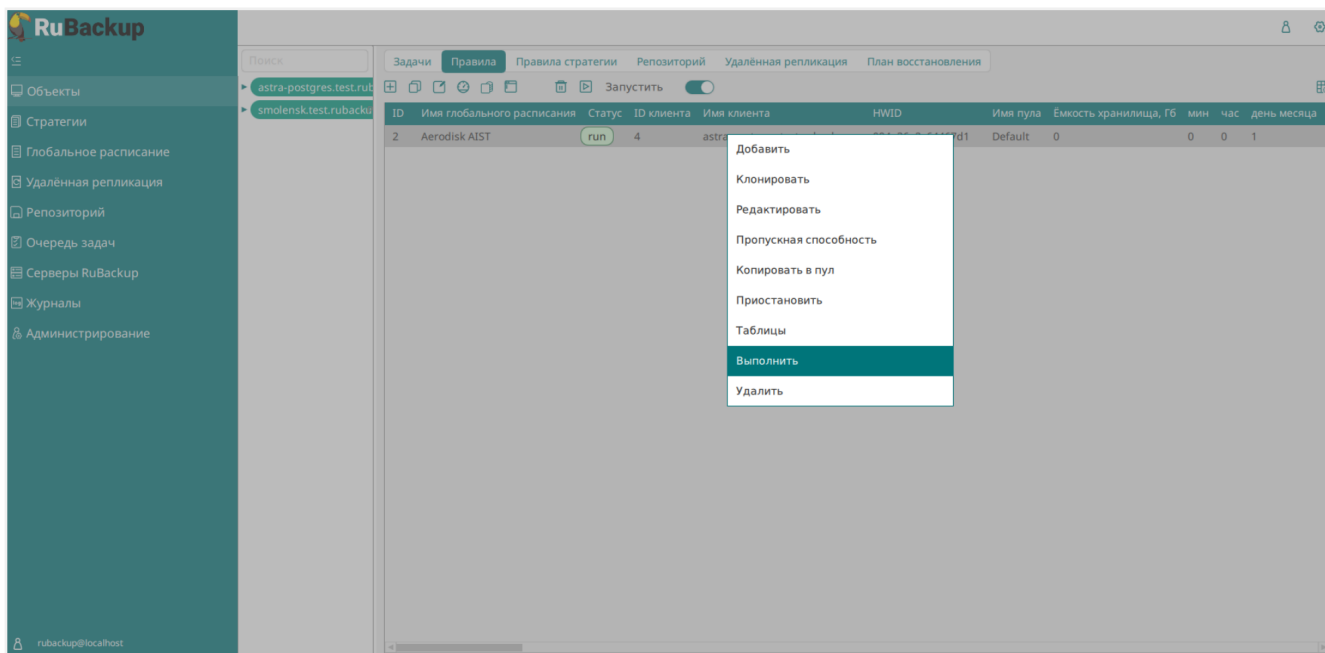 RuBackup
Объекты
Стратегии
Глобальное расписание
Удалённая репликация
Репозиторий
Очередь задач
Серверы RuBackup
Журналы
Администрирование
rubackup@localhost
Поиск
astra-postgres.test.rub
smolensk.test.rubacku
Задачи Правила Правила стратегии Репозиторий Удалённая репликация План восстановления
Запустить
ID Имя глобального расписания Статус ID клиента Имя клиента HWID Имя пула Ёмкость хранилища, Гб мин час день месяца
2 Aerodisk AIST run 4 Default 0 0 0 1
Добавить
Клонировать
Редактировать
Пропускная способность
Копировать в пул
Приостановить
Таблицы
Выполнить
Удалить